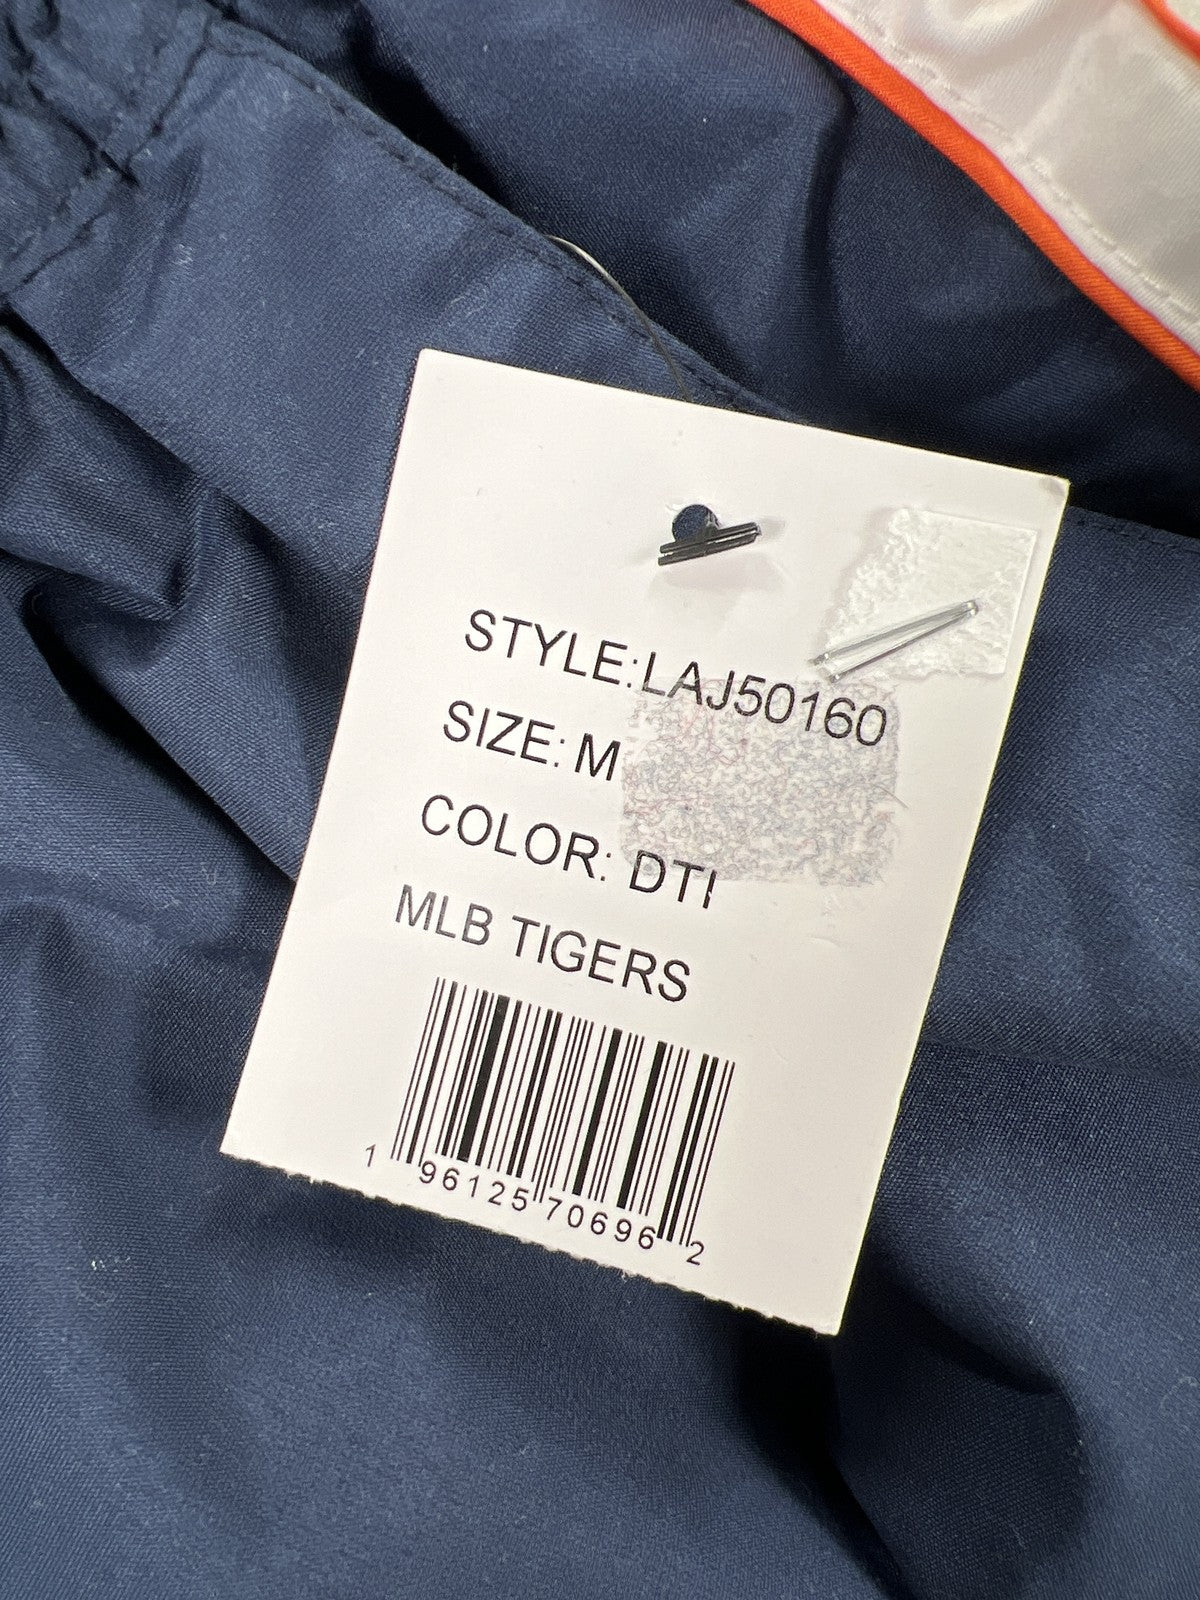 STYLE:LAJ50160
SIZE: M
COLOR: DTI
MLB TIGERS
1 96125 70696 2